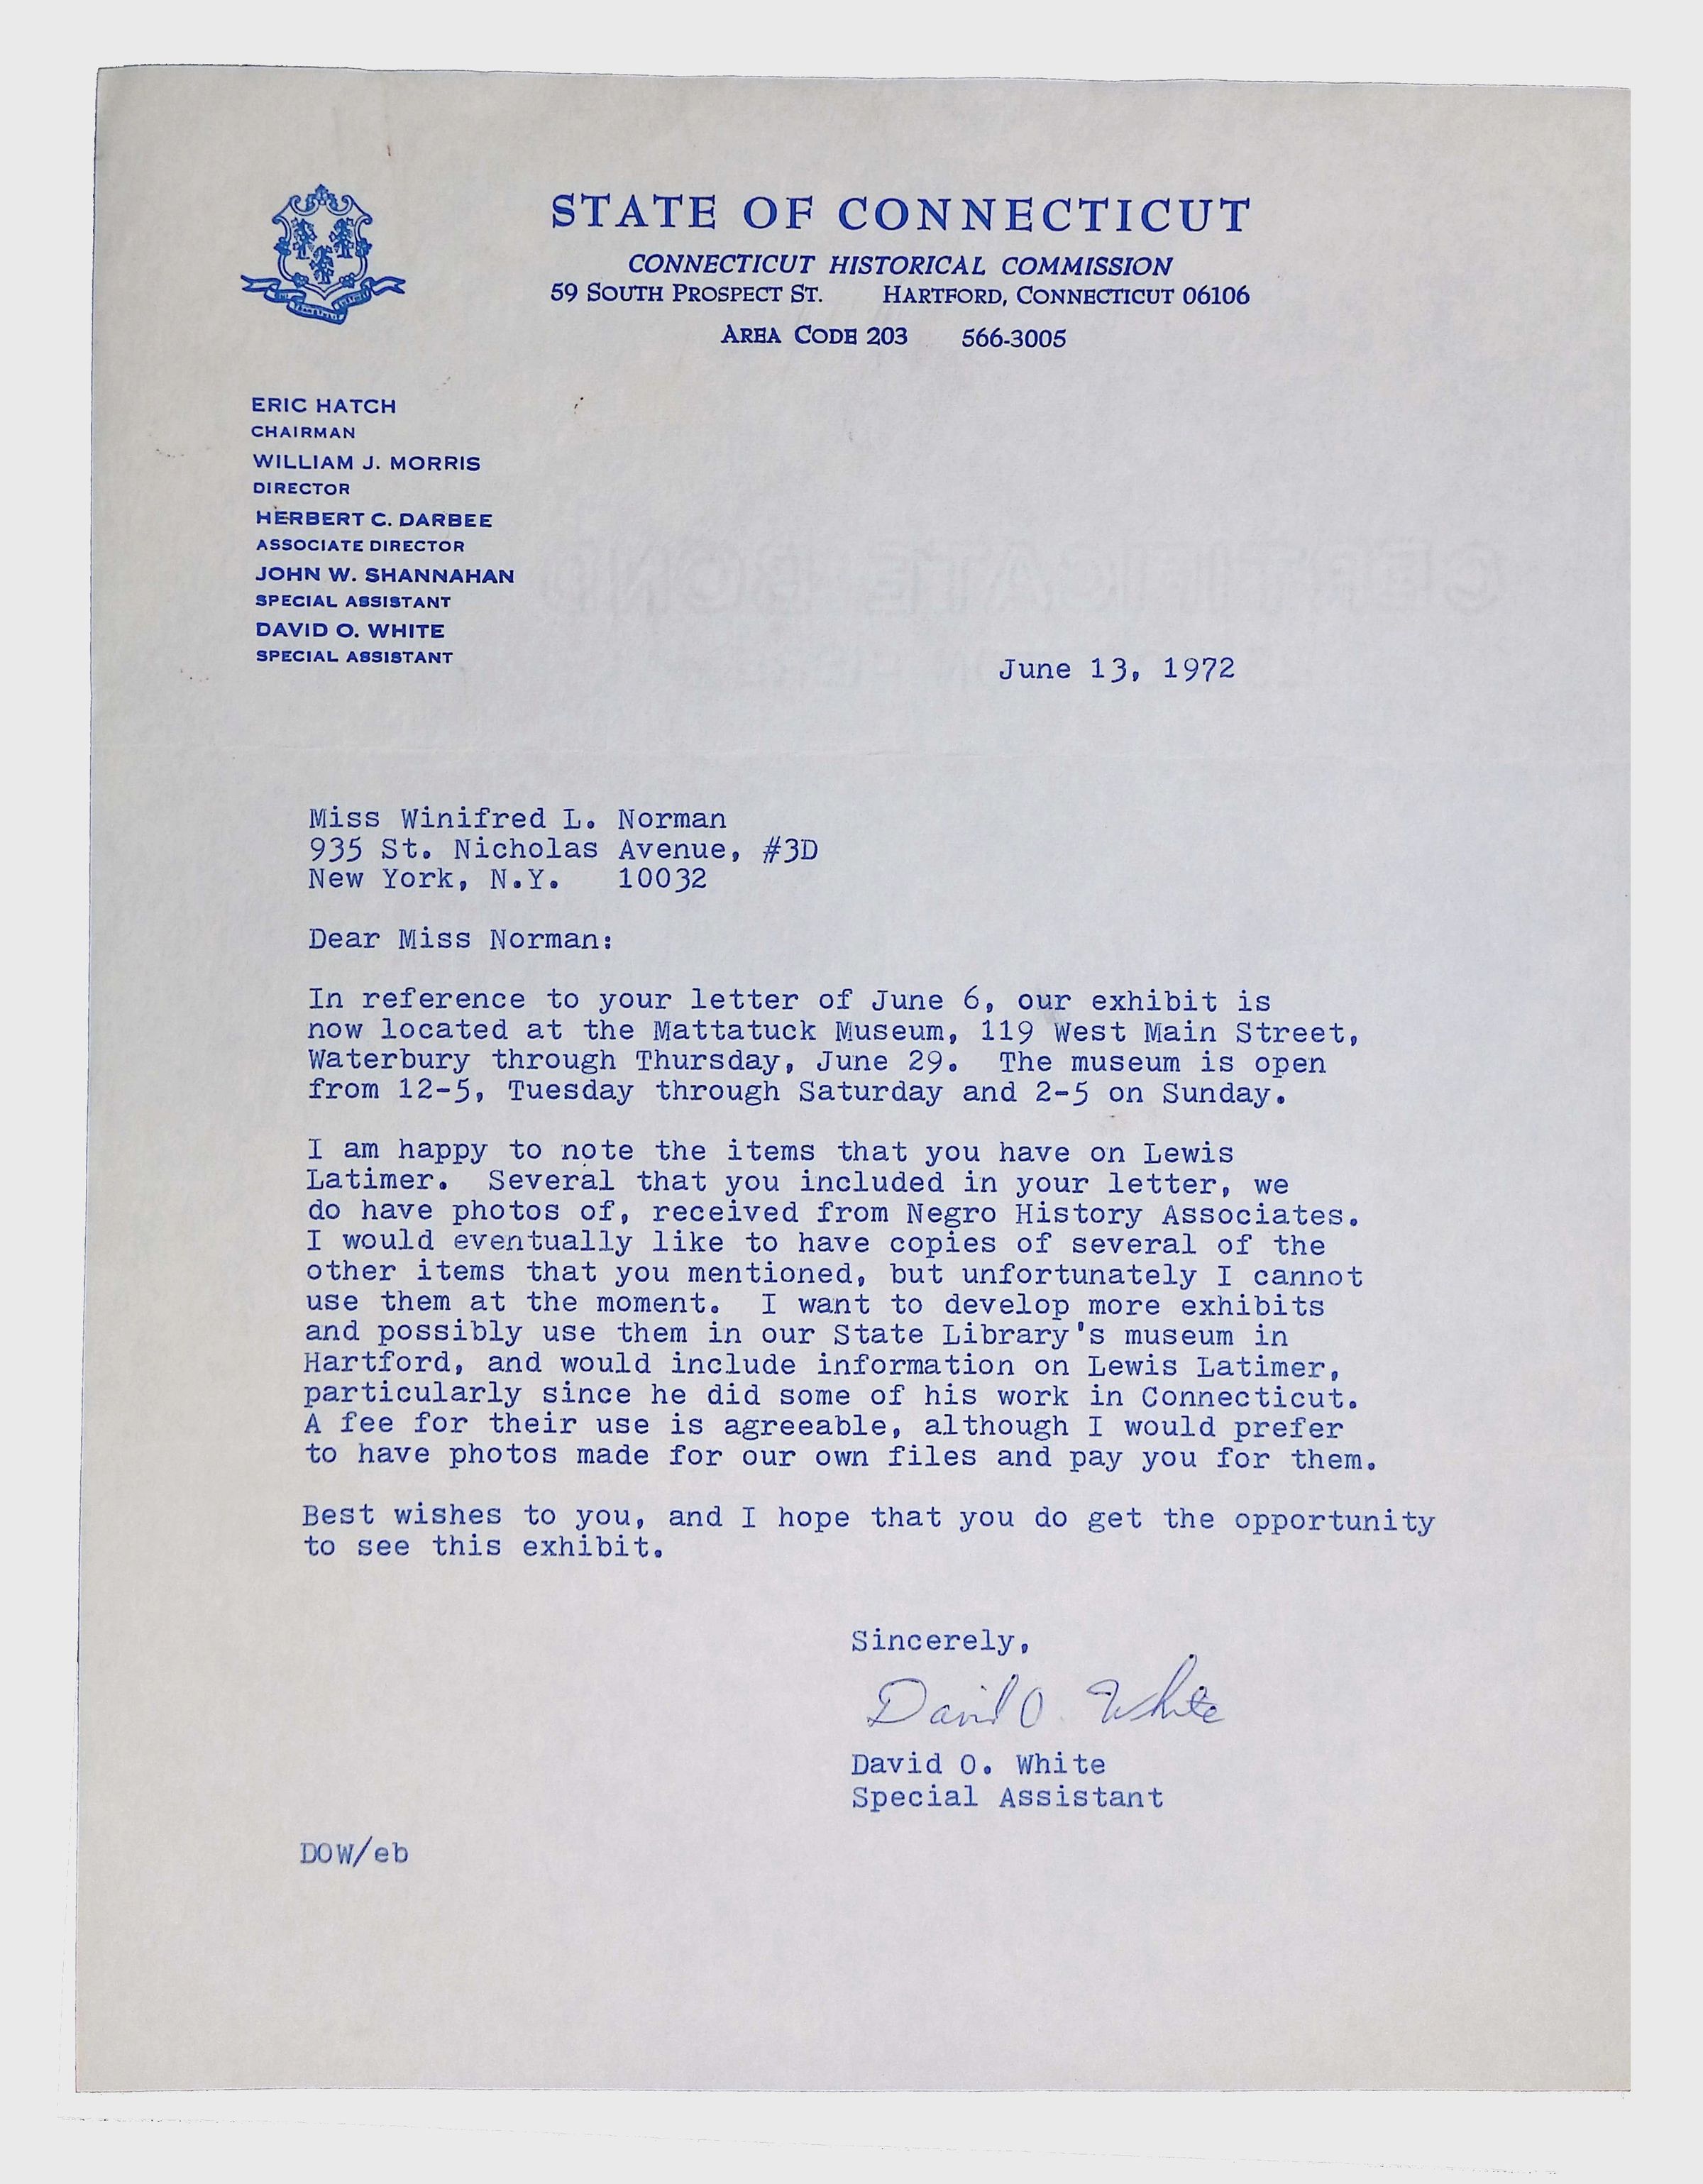 STATE OF CONNECTICUT
CONNECTICUT HISTORICAL COMMISSION
59 SOUTH PROSPECT ST. HARTFORD, CONNECTICUT 06106
AREA CODE 203 566-3005
ERIC HATCH
CHAIRMAN
WILLIAM J. MORRIS
DIRECTOR
HERBERT C. DARBEE
ASSOCIATE DIRECTOR
JOHN W. SHANNAHAN
SPECIAL ASSISTANT
DAVID O. WHITE
SPECIAL ASSISTANT
June 13, 1972
Miss Winifred L. Norman
935 St. Nicholas Avenue, #3D
New York, N.Y. 10032
Dear Miss Norman:
In reference to your letter of June 6, our exhibit is
now located at the Mattatuck Museum, 119 West Main Street,
Waterbury through Thursday, June 29. The museum is open
from 12-5, Tuesday through Saturday and 2-5 on Sunday.
I am happy to note the items that you have on Lewis
Latimer. Several that you included in your letter, we
do have photos of, received from Negro History Associates.
I would eventually like to have copies of several of the
other items that you mentioned, but unfortunately I cannot
use them at the moment. I want to develop more exhibits
and possibly use them in our State Library's museum in
Hartford, and would include information on Lewis Latimer,
particularly since he did some of his work in Connecticut.
A fee for their use is agreeable, although I would prefer
to have photos made for our own files and pay you for them.
Best wishes to you, and I hope that you do get the opportunity
to see this exhibit.
Sincerely,
David O. White
David O. White
Special Assistant
DOW/eb